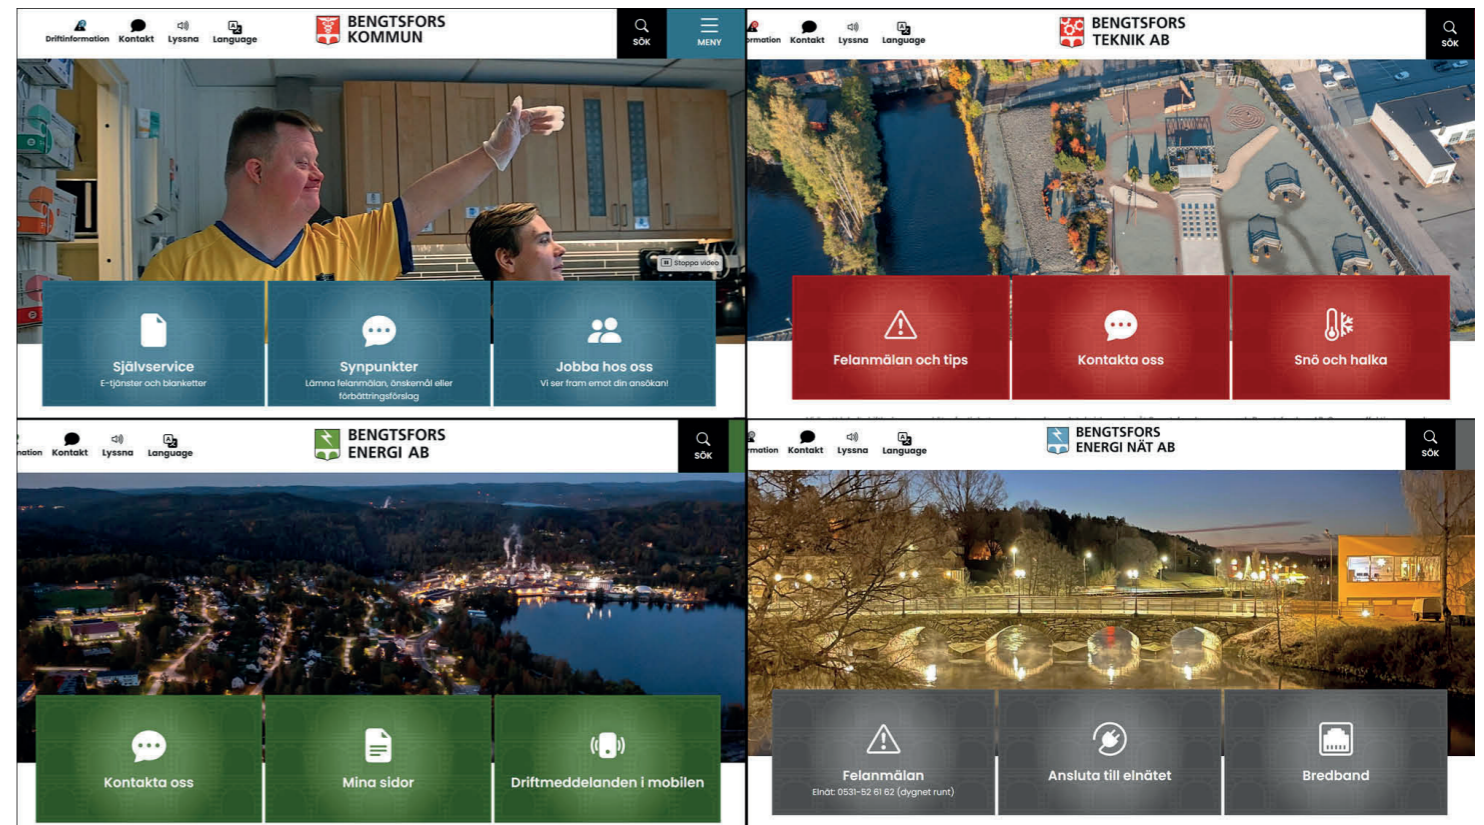 Driftinformation Kontakt Lyssna Language
BENGTSFORS
KOMMUN
SÖK
MENY
Stoppa video
Självservice
E-tjänster och blanketter
Synpunkter
Lämna felanmälan, önskemål eller
förbättringsförslag
Jobba hos oss
Vi ser fram emot din ansökan!
ormation Kontakt Lyssna Language
BENGTSFORS
TEKNIK AB
SÖK
Felanmälan och tips
Kontakta oss
Snö och halka
mation Kontakt Lyssna Language
BENGTSFORS
ENERGI AB
SÖK
Kontakta oss
Mina sidor
Driftmeddelanden i mobilen
ormation Kontakt Lyssna Language
BENGTSFORS
ENERGI NÄT AB
SÖK
Felanmälan
Elnät: 0531-52 61 62 (dygnet runt)
Ansluta till elnätet
Bredband